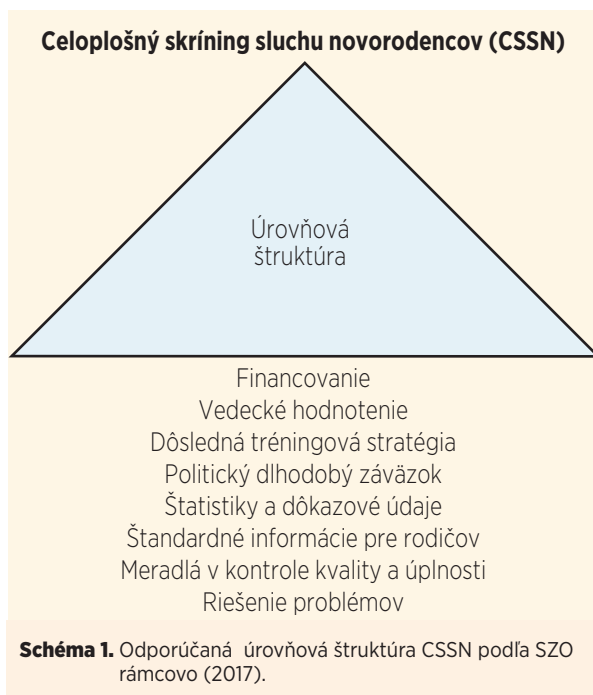 Celoplošný skríning sluchu novorodencov (CSSN)
Úrovňová
štruktúra
Financovanie
Vedecké hodnotenie
Dôsledná tréningová stratégia
Politický dlhodobý záväzok
Štatistiky a dôkazové údaje
Štandardné informácie pre rodičov
Meradlá v kontrole kvality a úplnosti
Riešenie problémov
Schéma 1. Odporúčaná úrovňová štruktúra CSSN podľa SZO
rámcovo (2017).